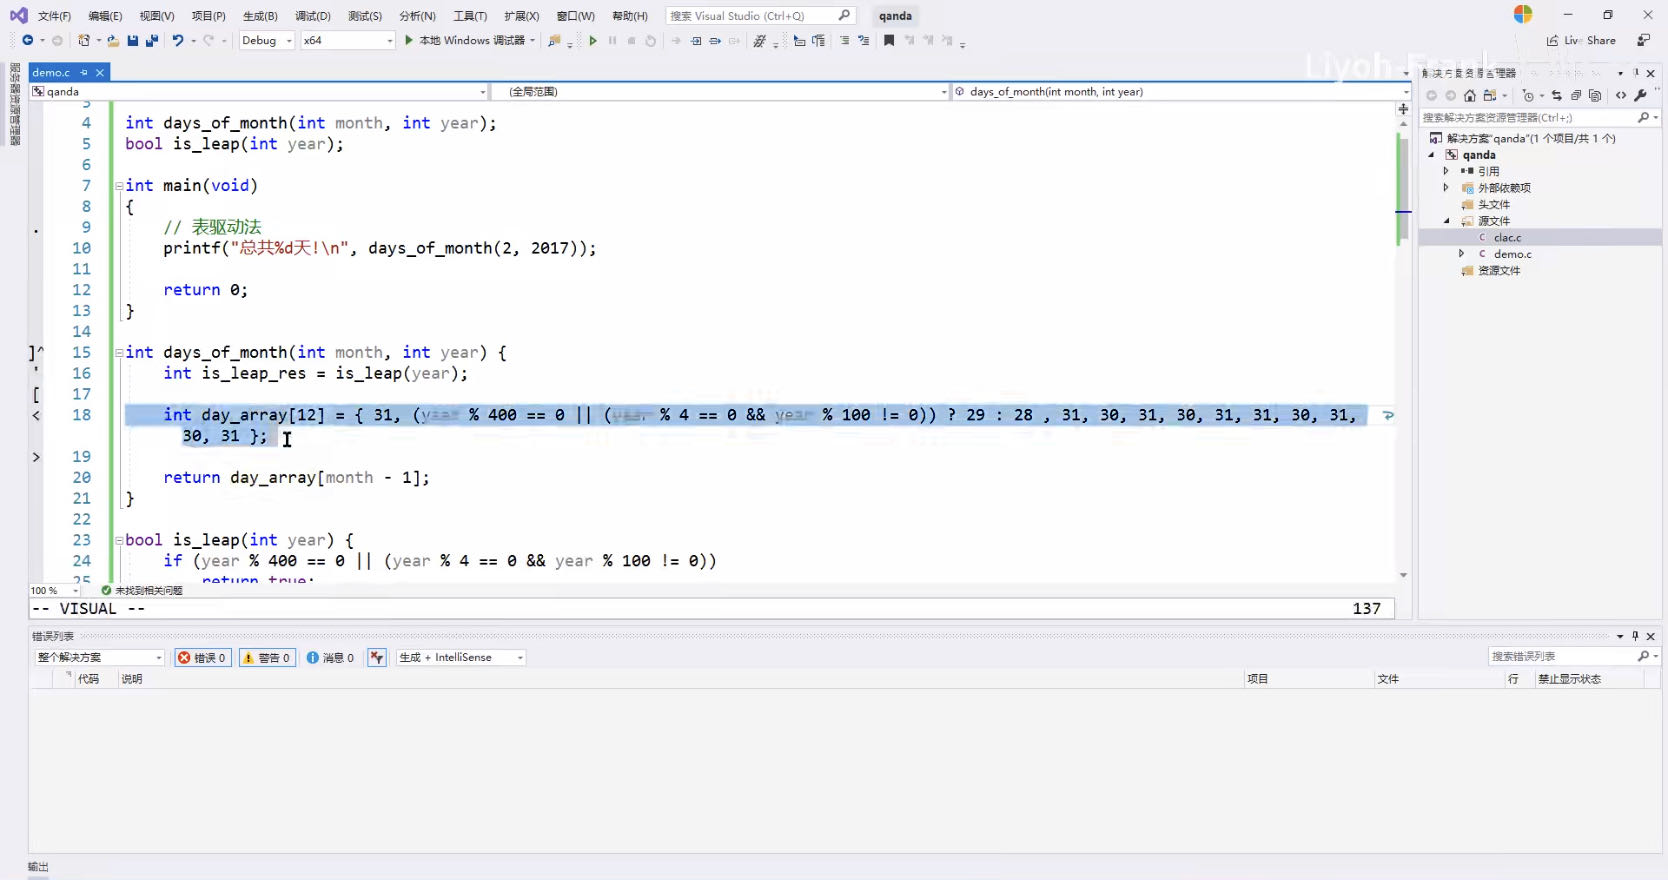 文件(F) 编辑(E) 视图(V) 项目(P) 生成(B) 调试(D) 测试(S) 分析(N) 工具(T) 扩展(X) 窗口(W) 帮助(H) 搜索 Visual Studio (Ctrl+Q) qanda
Debug x64 本地 Windows 调试器 Live Share
服务器资源管理器
demo.c
qanda (全局范围) days_of_month(int month, int year)
3
4 int days_of_month(int month, int year);
5 bool is_leap(int year);
6
7 int main(void)
8 {
9 // 表驱动法
10 printf("总共%d天!\n", days_of_month(2, 2017));
11
12 return 0;
13 }
14
15 int days_of_month(int month, int year) {
16 int is_leap_res = is_leap(year);
17
18 int day_array[12] = { 31, (year % 400 == 0 || (year % 4 == 0 && year % 100 != 0)) ? 29 : 28 , 31, 30, 31, 30, 31, 31, 30, 31,
30, 31 };
19
20 return day_array[month - 1];
21 }
22
23 bool is_leap(int year) {
24 if (year % 400 == 0 || (year % 4 == 0 && year % 100 != 0))
25 return true;
100 % 未找到相关问题
-- VISUAL -- 137
解决方案资源管理器
搜索解决方案资源管理器(Ctrl+;)
解决方案"qanda"(1 个项目/共 1 个)
qanda
引用
外部依赖项
头文件
源文件
clac.c
demo.c
资源文件
错误列表
整个解决方案 错误 0 警告 0 消息 0 生成 + IntelliSense 搜索错误列表
代码 说明 项目 文件 行 禁止显示状态
输出